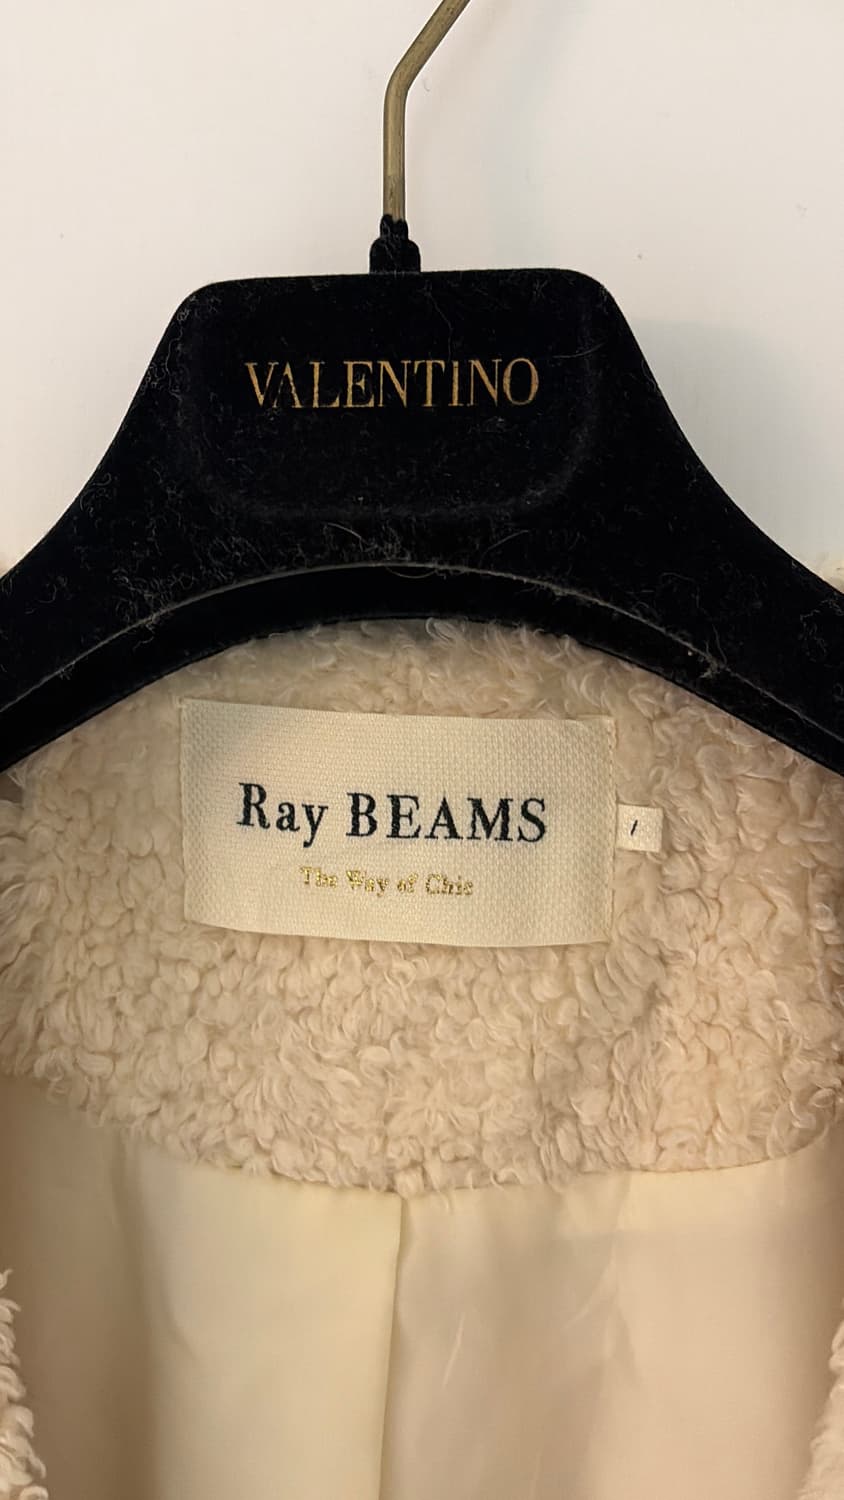 VALENTINO
Ray BEAMS
The Way of Chic
1